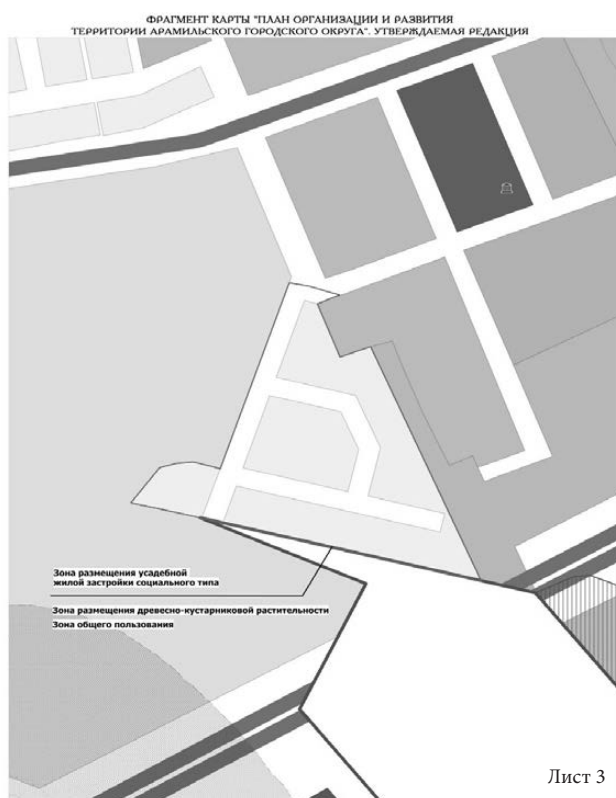 ФРАГМЕНТ КАРТЫ "ПЛАН ОРГАНИЗАЦИИ И РАЗВИТИЯ
ТЕРРИТОРИИ АРАМИЛЬСКОГО ГОРОДСКОГО ОКРУГА". УТВЕРЖДАЕМАЯ РЕДАКЦИЯ
Зона размещения усадебной
жилой застройки социального типа
Зона размещения древесно-кустарниковой растительности
Зона общего пользования
Лист 3